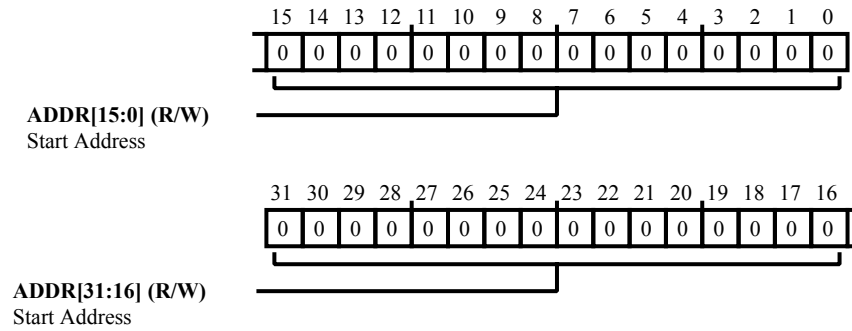 15 14 13 12 11 10 9 8 7 6 5 4 3 2 1 0
0 0 0 0 0 0 0 0 0 0 0 0 0 0 0 0
ADDR[15:0] (R/W)
Start Address
31 30 29 28 27 26 25 24 23 22 21 20 19 18 17 16
0 0 0 0 0 0 0 0 0 0 0 0 0 0 0 0
ADDR[31:16] (R/W)
Start Address